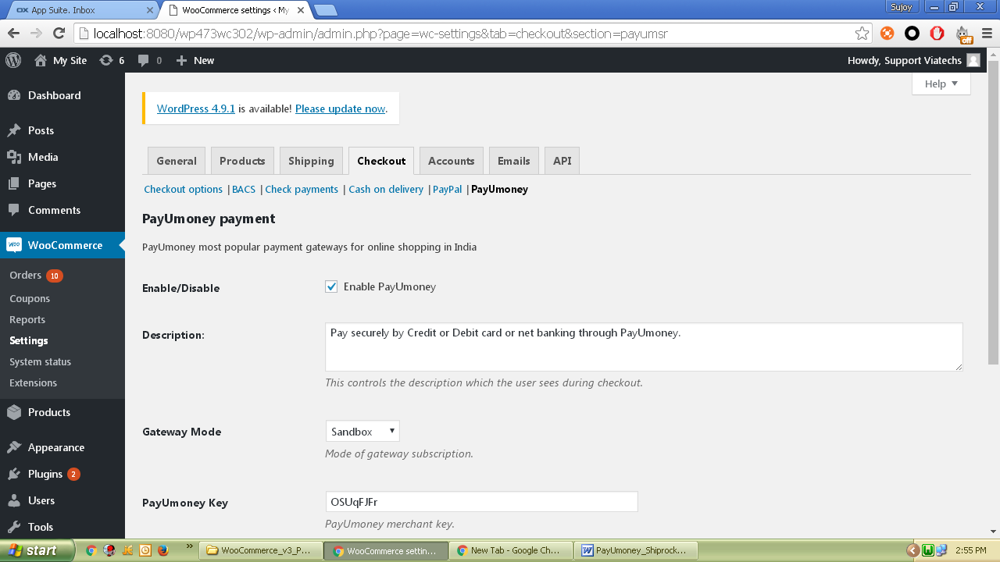 App Suite. Inbox
WooCommerce settings ‹ My
Sujoy
localhost:8080/wp473wc302/wp-admin/admin.php?page=wc-settings&tab=checkout&section=payumsr
off
My Site
6
0
New
Howdy, Support Viatechs
Help
Dashboard
WordPress 4.9.1 is available! Please update now.
Posts
Media
Pages
Comments
WooCommerce
Orders 10
Coupons
Reports
Settings
System status
Extensions
Products
Appearance
Plugins 2
Users
Tools
General
Products
Shipping
Checkout
Accounts
Emails
API
Checkout options | BACS | Check payments | Cash on delivery | PayPal | PayUmoney
PayUmoney payment
PayUmoney most popular payment gateways for online shopping in India
Enable/Disable
Enable PayUmoney
Description:
Pay securely by Credit or Debit card or net banking through PayUmoney.
This controls the description which the user sees during checkout.
Gateway Mode
Sandbox
Mode of gateway subscription.
PayUmoney Key
OSUqFJFr
PayUmoney merchant key.
start
WooCommerce_v3_P...
WooCommerce settin...
New Tab - Google Ch...
PayUmoney_Shiprock...
2:55 PM